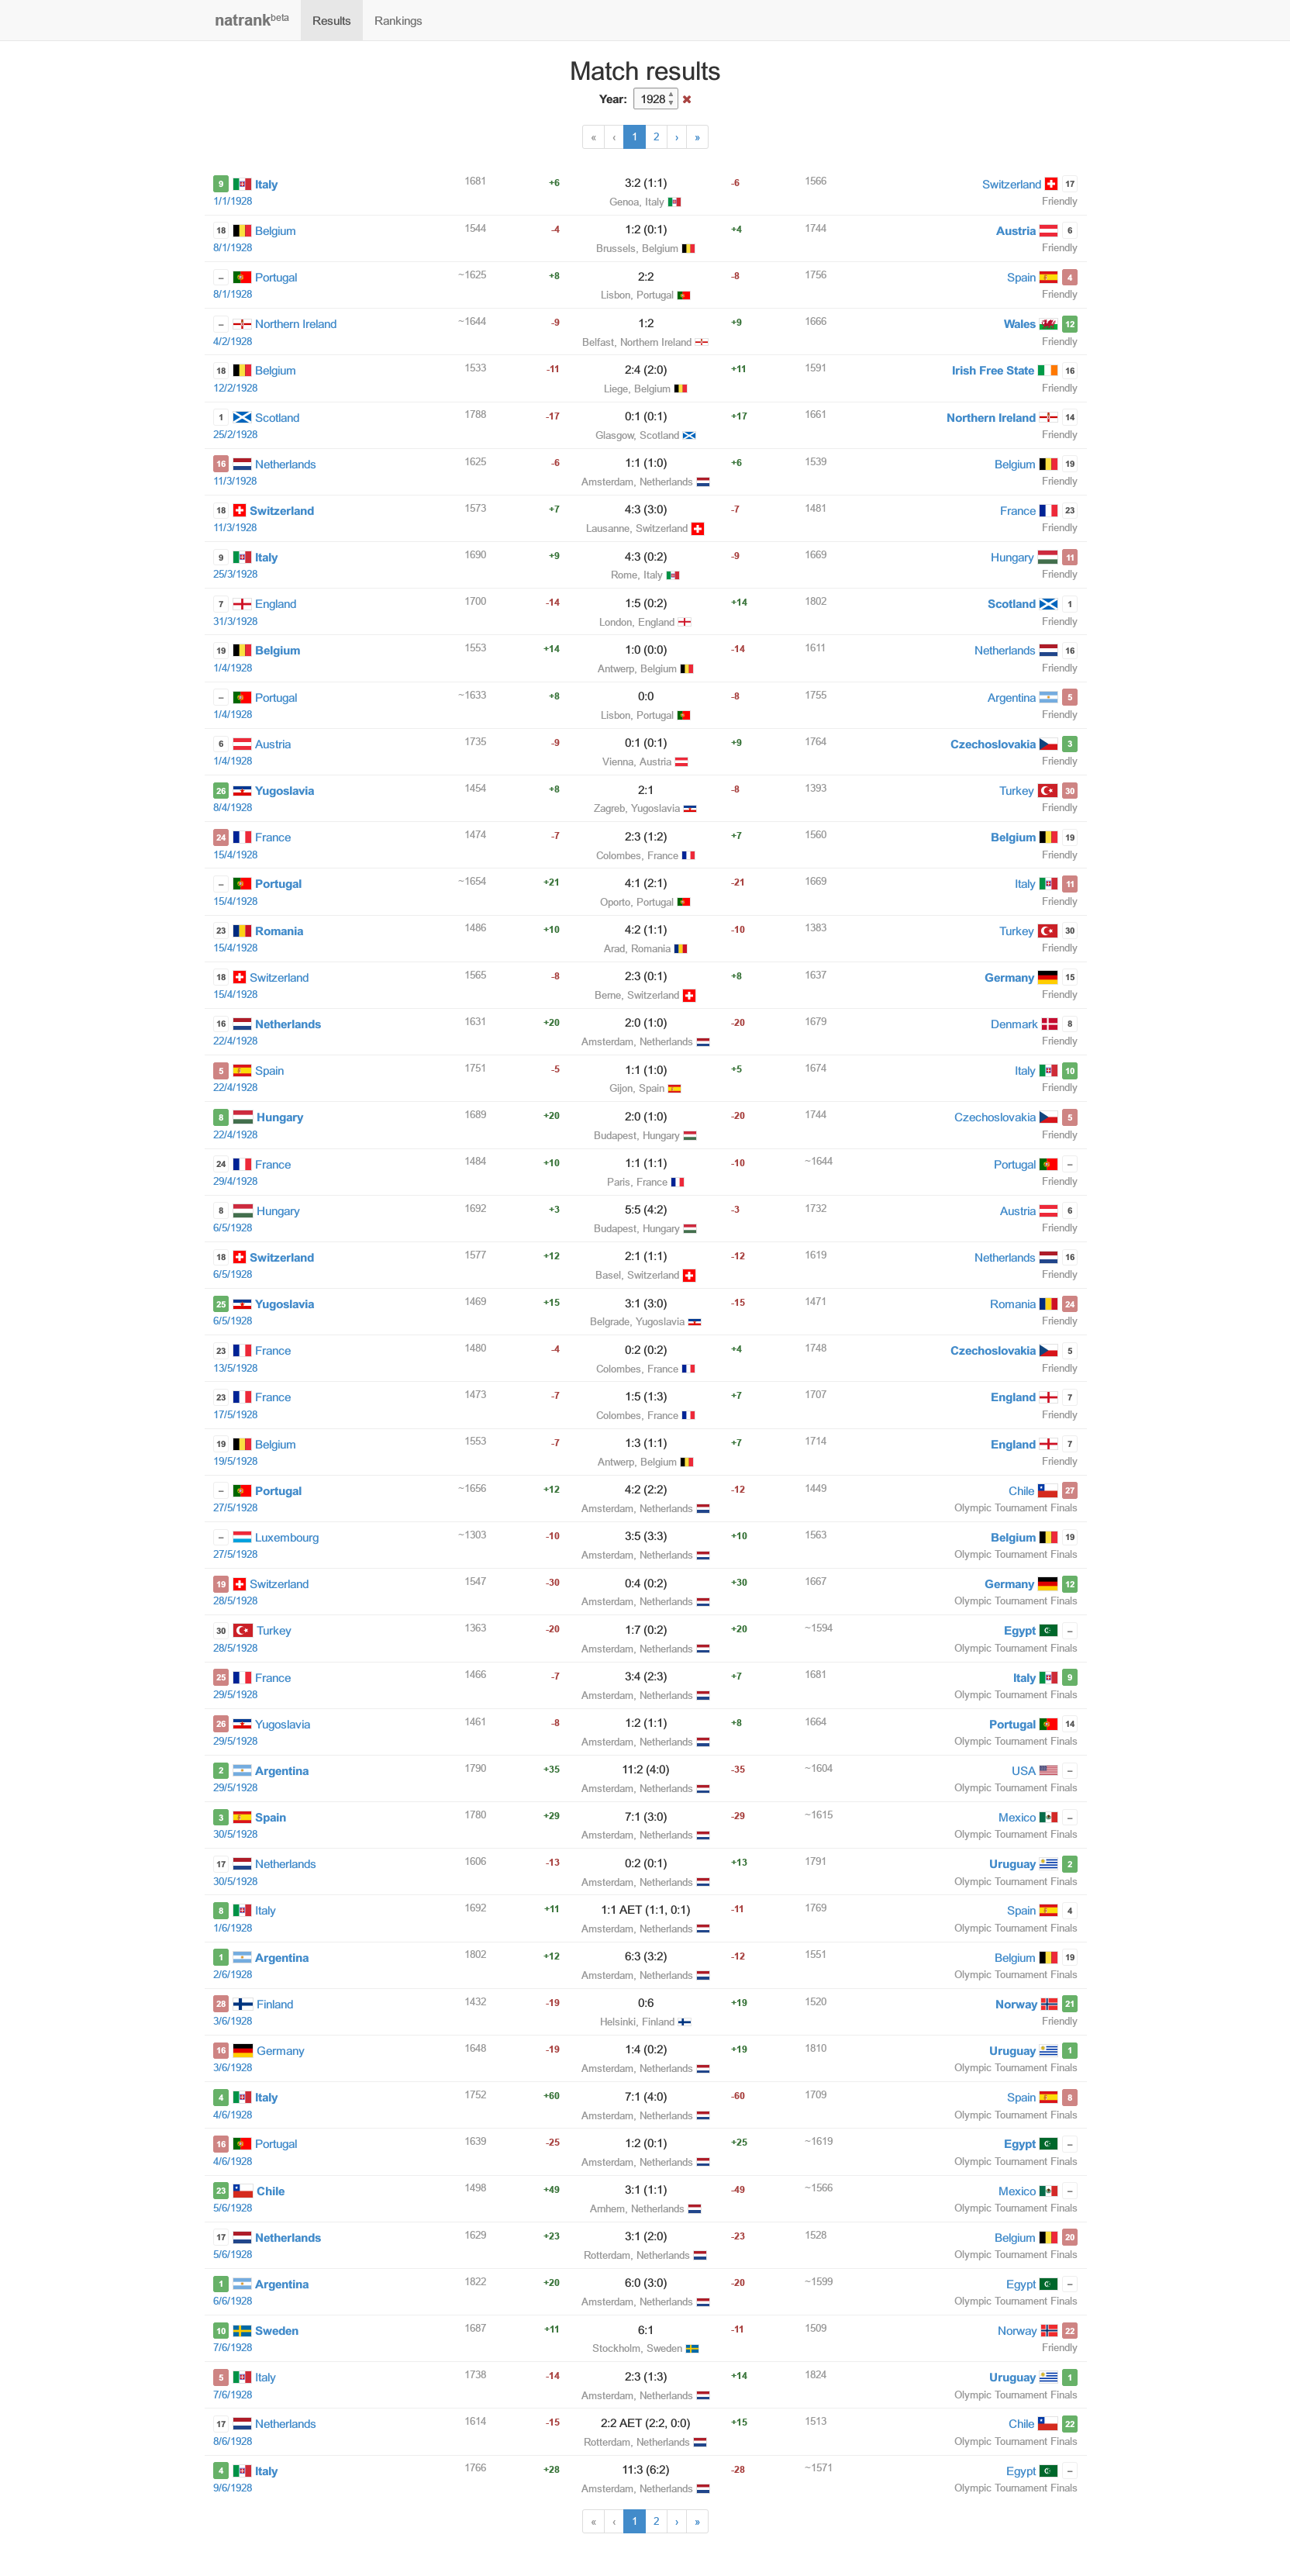 natrankbeta Results Rankings
Match results
Year: 1928 ✖
« ‹ 1 2 › »
9 Italy 1681 +6 3:2 (1:1) -6 1566 Switzerland 17
1/1/1928 Genoa, Italy Friendly
18 Belgium 1544 -4 1:2 (0:1) +4 1744 Austria 6
8/1/1928 Brussels, Belgium Friendly
– Portugal ~1625 +8 2:2 -8 1756 Spain 4
8/1/1928 Lisbon, Portugal Friendly
– Northern Ireland ~1644 -9 1:2 +9 1666 Wales 12
4/2/1928 Belfast, Northern Ireland Friendly
18 Belgium 1533 -11 2:4 (2:0) +11 1591 Irish Free State 16
12/2/1928 Liege, Belgium Friendly
1 Scotland 1788 -17 0:1 (0:1) +17 1661 Northern Ireland 14
25/2/1928 Glasgow, Scotland Friendly
16 Netherlands 1625 -6 1:1 (1:0) +6 1539 Belgium 19
11/3/1928 Amsterdam, Netherlands Friendly
18 Switzerland 1573 +7 4:3 (3:0) -7 1481 France 23
11/3/1928 Lausanne, Switzerland Friendly
9 Italy 1690 +9 4:3 (0:2) -9 1669 Hungary 11
25/3/1928 Rome, Italy Friendly
7 England 1700 -14 1:5 (0:2) +14 1802 Scotland 1
31/3/1928 London, England Friendly
19 Belgium 1553 +14 1:0 (0:0) -14 1611 Netherlands 16
1/4/1928 Antwerp, Belgium Friendly
– Portugal ~1633 +8 0:0 -8 1755 Argentina 5
1/4/1928 Lisbon, Portugal Friendly
6 Austria 1735 -9 0:1 (0:1) +9 1764 Czechoslovakia 3
1/4/1928 Vienna, Austria Friendly
26 Yugoslavia 1454 +8 2:1 -8 1393 Turkey 30
8/4/1928 Zagreb, Yugoslavia Friendly
24 France 1474 -7 2:3 (1:2) +7 1560 Belgium 19
15/4/1928 Colombes, France Friendly
– Portugal ~1654 +21 4:1 (2:1) -21 1669 Italy 11
15/4/1928 Oporto, Portugal Friendly
23 Romania 1486 +10 4:2 (1:1) -10 1383 Turkey 30
15/4/1928 Arad, Romania Friendly
18 Switzerland 1565 -8 2:3 (0:1) +8 1637 Germany 15
15/4/1928 Berne, Switzerland Friendly
16 Netherlands 1631 +20 2:0 (1:0) -20 1679 Denmark 8
22/4/1928 Amsterdam, Netherlands Friendly
5 Spain 1751 -5 1:1 (1:0) +5 1674 Italy 10
22/4/1928 Gijon, Spain Friendly
8 Hungary 1689 +20 2:0 (1:0) -20 1744 Czechoslovakia 5
22/4/1928 Budapest, Hungary Friendly
24 France 1484 +10 1:1 (1:1) -10 ~1644 Portugal –
29/4/1928 Paris, France Friendly
8 Hungary 1692 +3 5:5 (4:2) -3 1732 Austria 6
6/5/1928 Budapest, Hungary Friendly
18 Switzerland 1577 +12 2:1 (1:1) -12 1619 Netherlands 16
6/5/1928 Basel, Switzerland Friendly
25 Yugoslavia 1469 +15 3:1 (3:0) -15 1471 Romania 24
6/5/1928 Belgrade, Yugoslavia Friendly
23 France 1480 -4 0:2 (0:2) +4 1748 Czechoslovakia 5
13/5/1928 Colombes, France Friendly
23 France 1473 -7 1:5 (1:3) +7 1707 England 7
17/5/1928 Colombes, France Friendly
19 Belgium 1553 -7 1:3 (1:1) +7 1714 England 7
19/5/1928 Antwerp, Belgium Friendly
– Portugal ~1656 +12 4:2 (2:2) -12 1449 Chile 27
27/5/1928 Amsterdam, Netherlands Olympic Tournament Finals
– Luxembourg ~1303 -10 3:5 (3:3) +10 1563 Belgium 19
27/5/1928 Amsterdam, Netherlands Olympic Tournament Finals
19 Switzerland 1547 -30 0:4 (0:2) +30 1667 Germany 12
28/5/1928 Amsterdam, Netherlands Olympic Tournament Finals
30 Turkey 1363 -20 1:7 (0:2) +20 ~1594 Egypt –
28/5/1928 Amsterdam, Netherlands Olympic Tournament Finals
25 France 1466 -7 3:4 (2:3) +7 1681 Italy 9
29/5/1928 Amsterdam, Netherlands Olympic Tournament Finals
26 Yugoslavia 1461 -8 1:2 (1:1) +8 1664 Portugal 14
29/5/1928 Amsterdam, Netherlands Olympic Tournament Finals
2 Argentina 1790 +35 11:2 (4:0) -35 ~1604 USA –
29/5/1928 Amsterdam, Netherlands Olympic Tournament Finals
3 Spain 1780 +29 7:1 (3:0) -29 ~1615 Mexico –
30/5/1928 Amsterdam, Netherlands Olympic Tournament Finals
17 Netherlands 1606 -13 0:2 (0:1) +13 1791 Uruguay 2
30/5/1928 Amsterdam, Netherlands Olympic Tournament Finals
8 Italy 1692 +11 1:1 AET (1:1, 0:1) -11 1769 Spain 4
1/6/1928 Amsterdam, Netherlands Olympic Tournament Finals
1 Argentina 1802 +12 6:3 (3:2) -12 1551 Belgium 19
2/6/1928 Amsterdam, Netherlands Olympic Tournament Finals
28 Finland 1432 -19 0:6 +19 1520 Norway 21
3/6/1928 Helsinki, Finland Friendly
16 Germany 1648 -19 1:4 (0:2) +19 1810 Uruguay 1
3/6/1928 Amsterdam, Netherlands Olympic Tournament Finals
4 Italy 1752 +60 7:1 (4:0) -60 1709 Spain 8
4/6/1928 Amsterdam, Netherlands Olympic Tournament Finals
16 Portugal 1639 -25 1:2 (0:1) +25 ~1619 Egypt –
4/6/1928 Amsterdam, Netherlands Olympic Tournament Finals
23 Chile 1498 +49 3:1 (1:1) -49 ~1566 Mexico –
5/6/1928 Arnhem, Netherlands Olympic Tournament Finals
17 Netherlands 1629 +23 3:1 (2:0) -23 1528 Belgium 20
5/6/1928 Rotterdam, Netherlands Olympic Tournament Finals
1 Argentina 1822 +20 6:0 (3:0) -20 ~1599 Egypt –
6/6/1928 Amsterdam, Netherlands Olympic Tournament Finals
10 Sweden 1687 +11 6:1 -11 1509 Norway 22
7/6/1928 Stockholm, Sweden Friendly
5 Italy 1738 -14 2:3 (1:3) +14 1824 Uruguay 1
7/6/1928 Amsterdam, Netherlands Olympic Tournament Finals
17 Netherlands 1614 -15 2:2 AET (2:2, 0:0) +15 1513 Chile 22
8/6/1928 Rotterdam, Netherlands Olympic Tournament Finals
4 Italy 1766 +28 11:3 (6:2) -28 ~1571 Egypt –
9/6/1928 Amsterdam, Netherlands Olympic Tournament Finals
« ‹ 1 2 › »